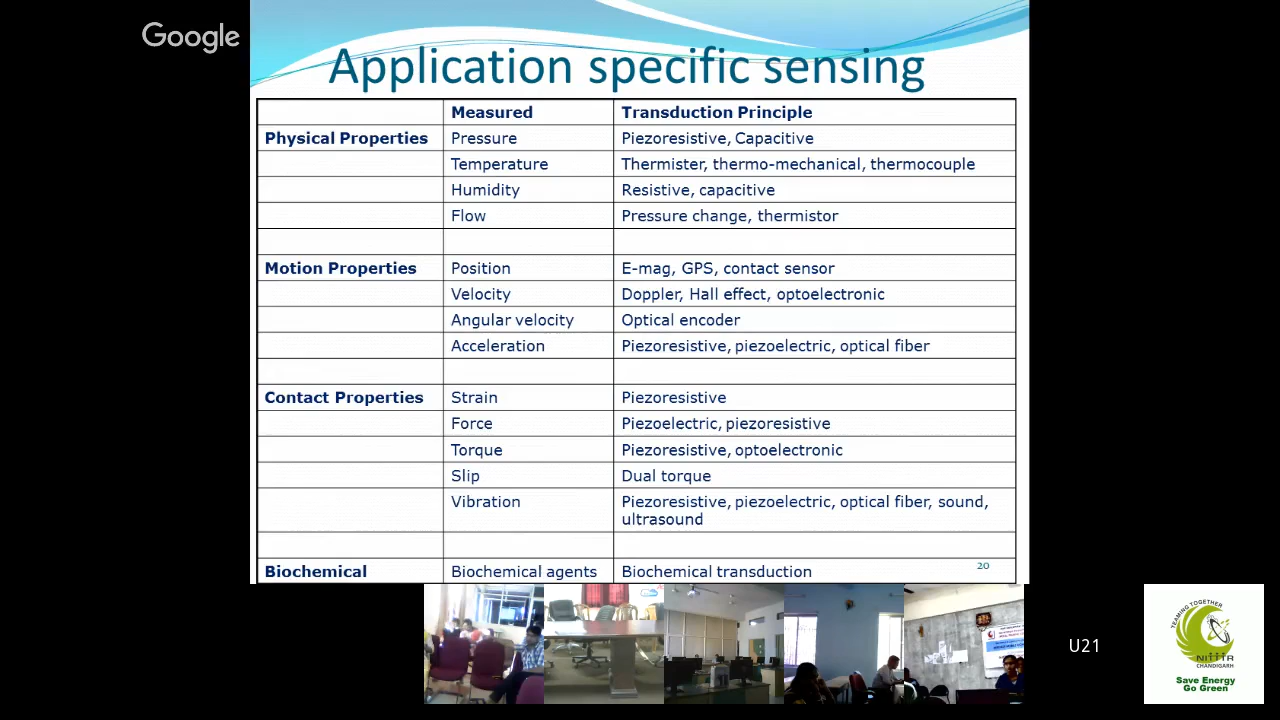 Google
Application specific sensing
Measured Transduction Principle
Physical Properties Pressure Piezoresistive, Capacitive
Temperature Thermister, thermo-mechanical, thermocouple
Humidity Resistive, capacitive
Flow Pressure change, thermistor
Motion Properties Position E-mag, GPS, contact sensor
Velocity Doppler, Hall effect, optoelectronic
Angular velocity Optical encoder
Acceleration Piezoresistive, piezoelectric, optical fiber
Contact Properties Strain Piezoresistive
Force Piezoelectric, piezoresistive
Torque Piezoresistive, optoelectronic
Slip Dual torque
Vibration Piezoresistive, piezoelectric, optical fiber, sound,
ultrasound
Biochemical Biochemical agents Biochemical transduction
20
U21
TEAMING TOGETHER
NITTTR
CHANDIGARH
Save Energy
Go Green